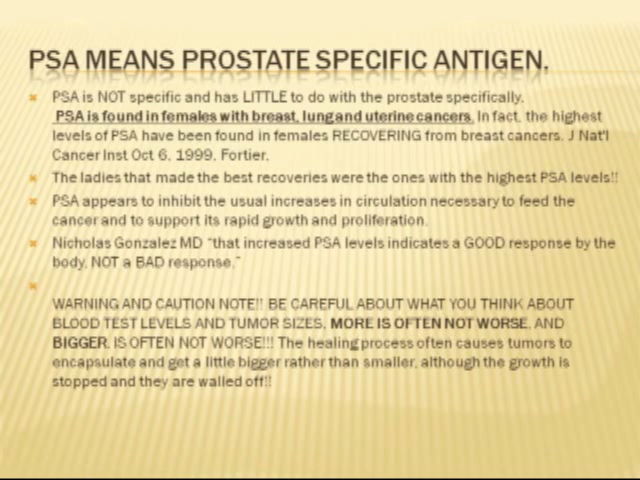 PSA MEANS PROSTATE SPECIFIC ANTIGEN.
PSA is NOT specific and has LITTLE to do with the prostate specifically.
PSA is found in females with breast, lung and uterine cancers. In fact, the highest
levels of PSA have been found in females RECOVERING from breast cancers. J Nat'l
Cancer Inst Oct 6, 1999. Fortier.
The ladies that made the best recoveries were the ones with the highest PSA levels!!
PSA appears to inhibit the usual increases in circulation necessary to feed the
cancer and to support its rapid growth and proliferation.
Nicholas Gonzalez MD "that increased PSA levels indicates a GOOD response by the
body, NOT a BAD response."
WARNING AND CAUTION NOTE!! BE CAREFUL ABOUT WHAT YOU THINK ABOUT
BLOOD TEST LEVELS AND TUMOR SIZES. MORE IS OFTEN NOT WORSE, AND
BIGGER, IS OFTEN NOT WORSE!!! The healing process often causes tumors to
encapsulate and get a little bigger rather than smaller, although the growth is
stopped and they are walled off!!